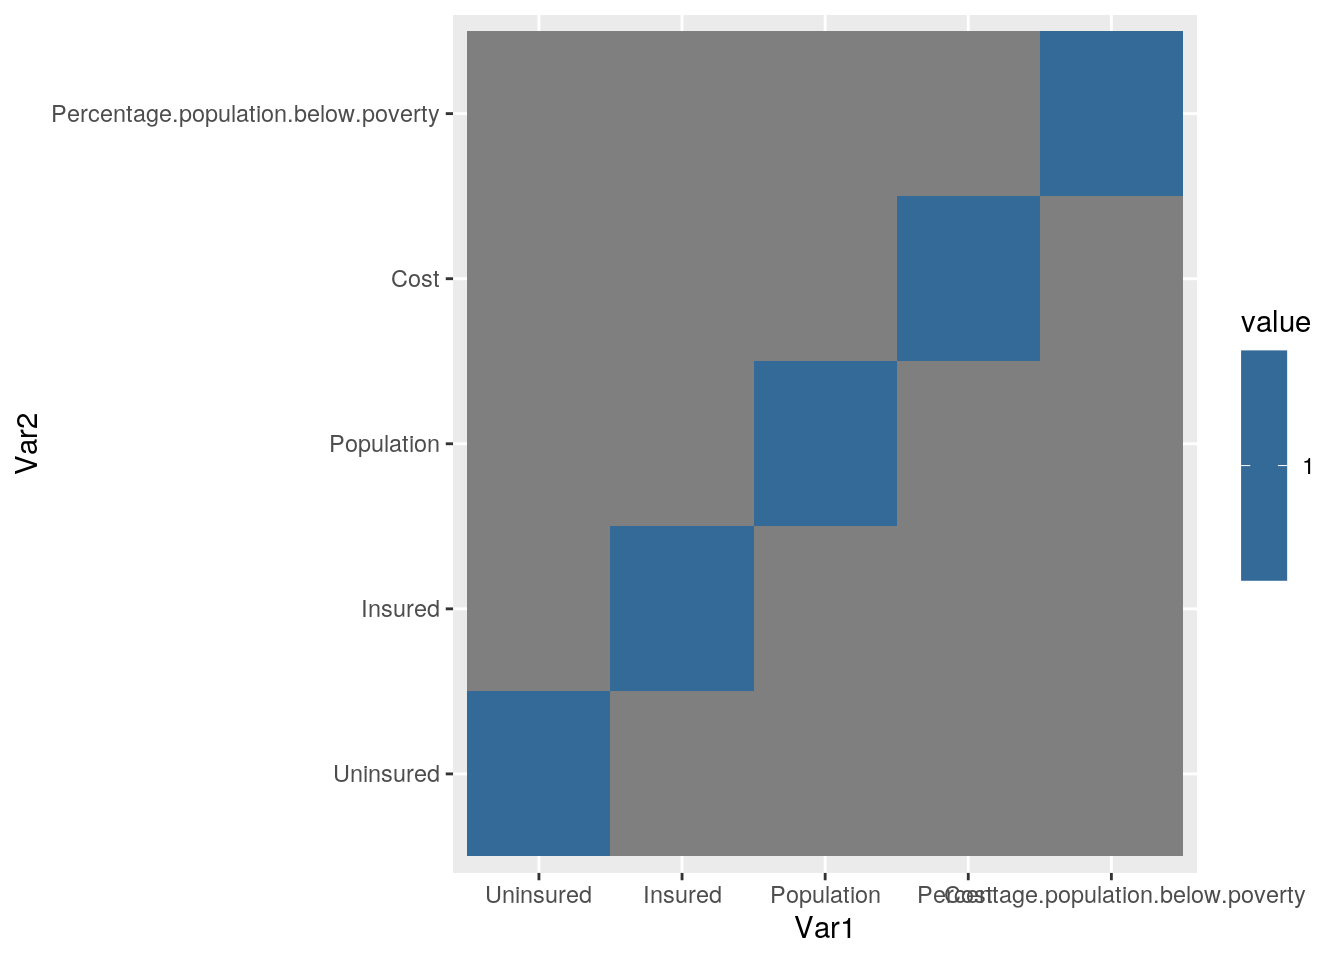 Percentage.population.below.poverty
Cost
Population
Insured
Uninsured
Var2
Uninsured
Insured
Population
Cost
Percentage.population.below.poverty
Var1
value
1